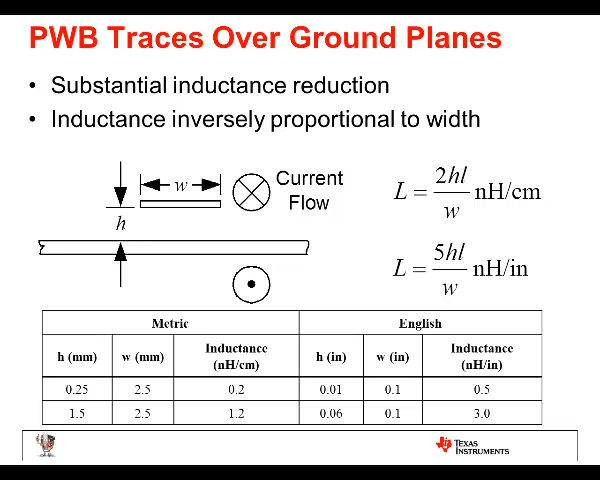 PWB Traces Over Ground Planes
• Substantial inductance reduction
• Inductance inversely proportional to width
w
h
Current
Flow
L = 2hl/w nH/cm
L = 5hl/w nH/in
Metric English
h (mm) w (mm) Inductance (nH/cm) h (in) w (in) Inductance (nH/in)
0.25 2.5 0.2 0.01 0.1 0.5
1.5 2.5 1.2 0.06 0.1 3.0
TEXAS
INSTRUMENTS